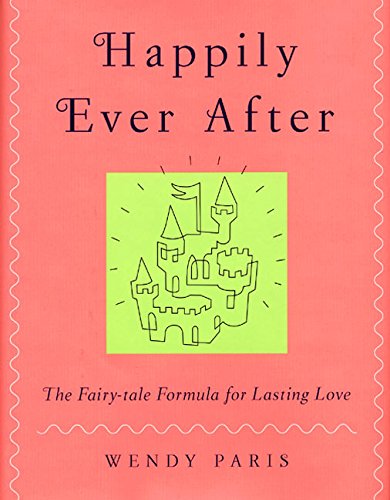 Happily
Ever After
The Fairy-tale Formula for Lasting Love
WENDY PARIS